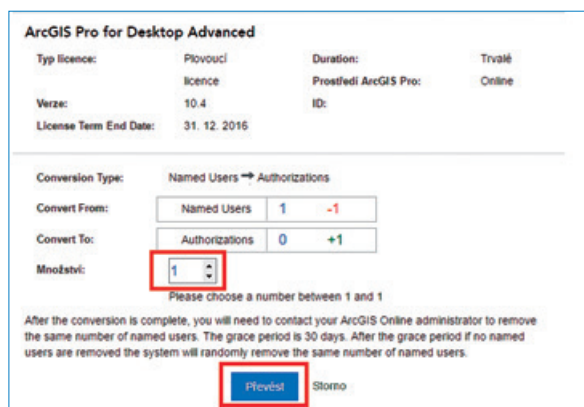 ArcGIS Pro for Desktop Advanced
Typ licence: Plovoucí licence Duration: Trvalé
Prostředí ArcGIS Pro: Online
Verze: 10.4 ID:
License Term End Date: 31. 12. 2016
Conversion Type: Named Users ➔ Authorizations
Convert From: Named Users 1 -1
Convert To: Authorizations 0 +1
Množství: 1
Please choose a number between 1 and 1
After the conversion is complete, you will need to contact your ArcGIS Online administrator to remove
the same number of named users. The grace period is 30 days. After the grace period if no named
users are removed the system will randomly remove the same number of named users.
Převést Storno